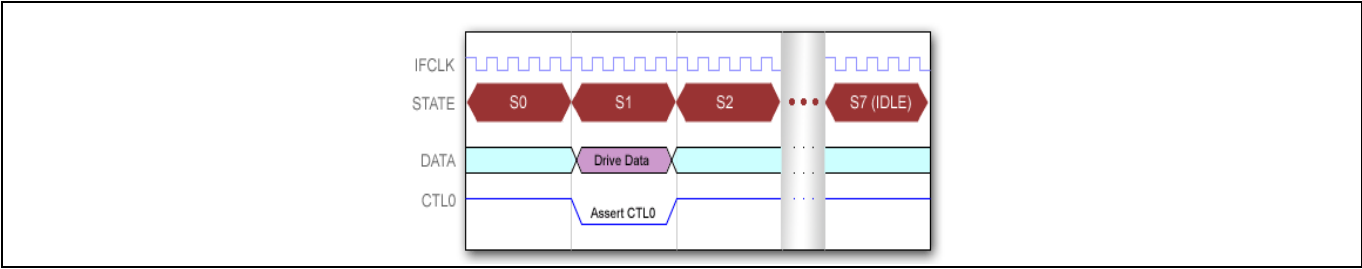 IFCLK
STATE S0 S1 S2 ••• S7 (IDLE)
DATA Drive Data . . .
. . .
CTL0 . . .
Assert CTL0